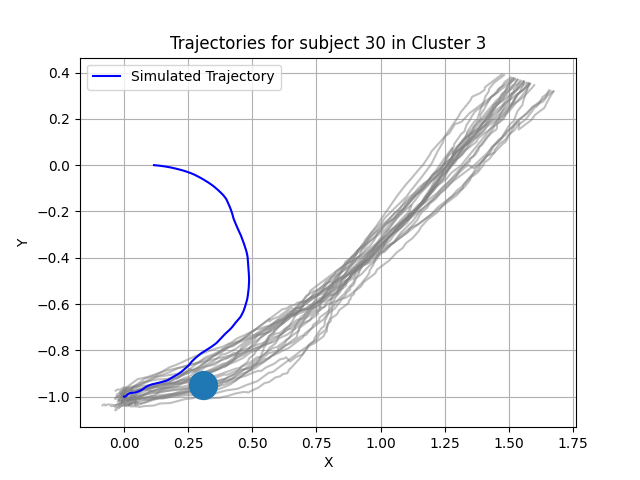 Trajectories for subject 30 in Cluster 3
Simulated Trajectory
0.4
0.2
0.0
−0.2
−0.4
−0.6
−0.8
−1.0
Y
0.00 0.25 0.50 0.75 1.00 1.25 1.50 1.75
X